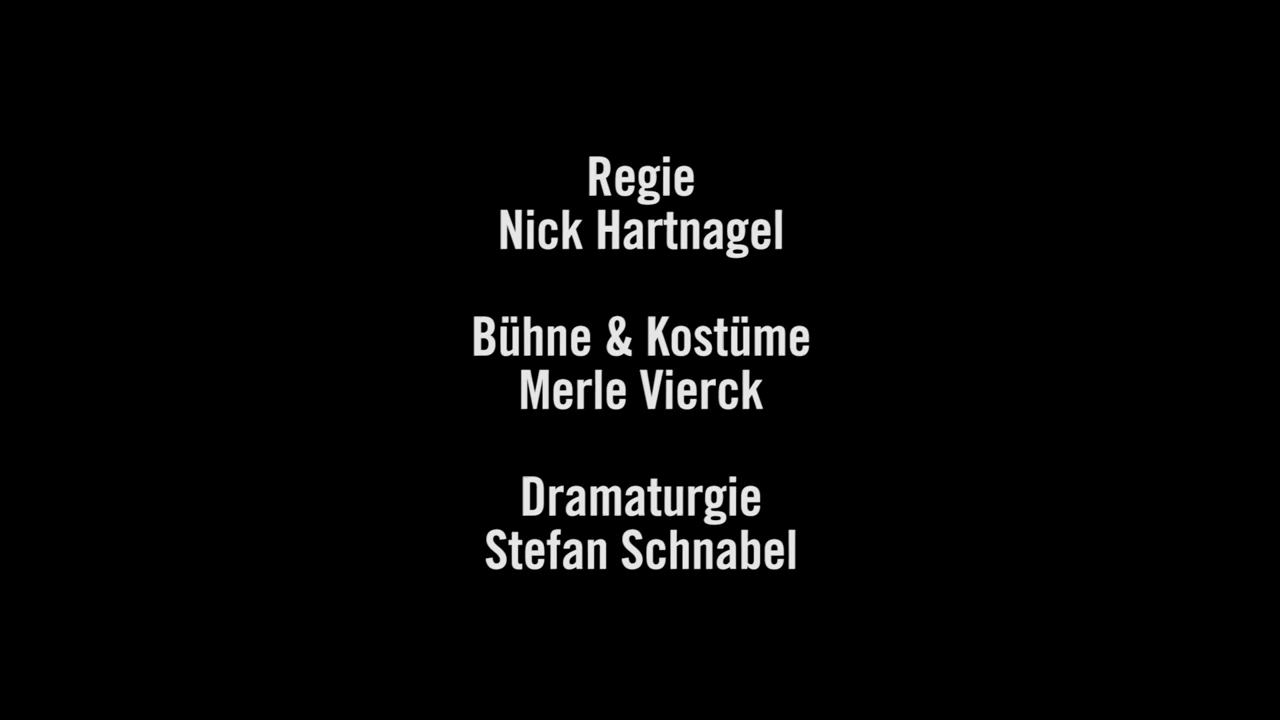 Regie
Nick Hartnagel
Bühne & Kostüme
Merle Vierck
Dramaturgie
Stefan Schnabel